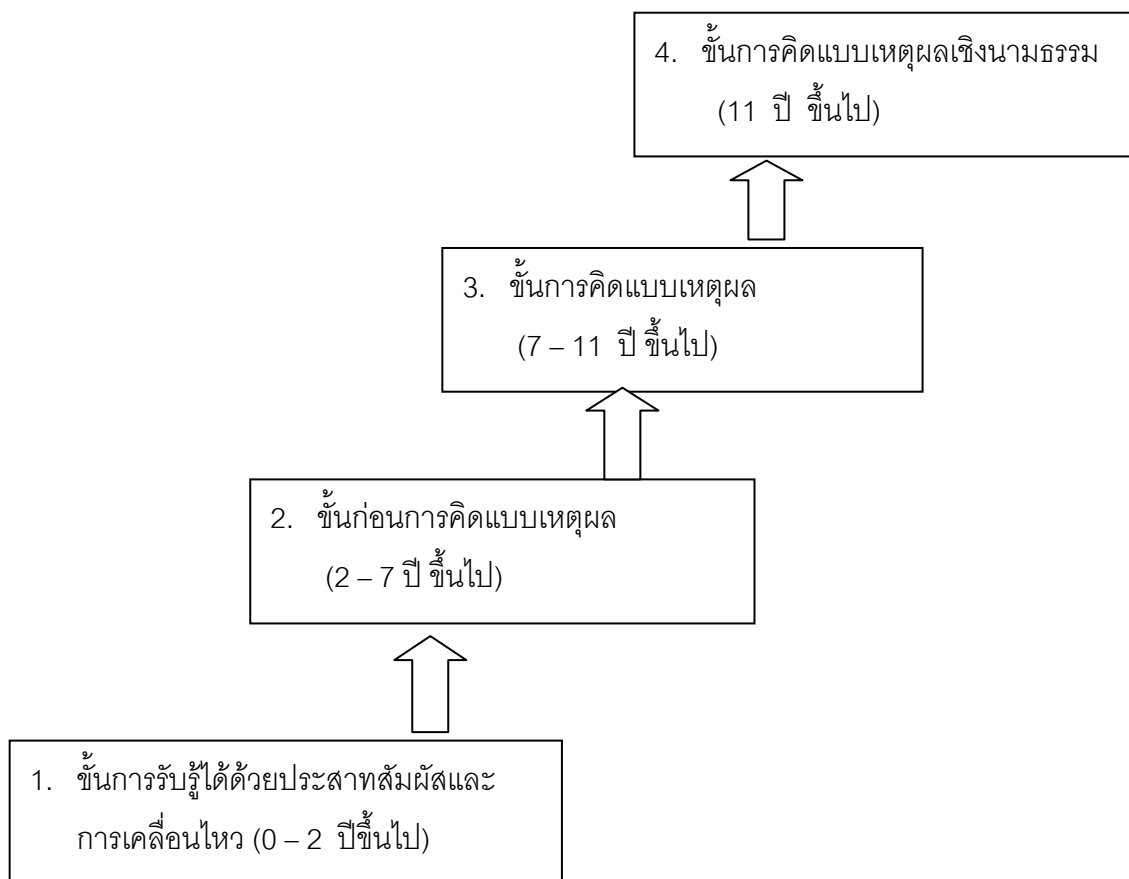 4. ขั้นการคิดแบบเหตุผลเชิงนามธรรม
(11 ปี ขึ้นไป)
3. ขั้นการคิดแบบเหตุผล
(7 – 11 ปี ขึ้นไป)
2. ขั้นก่อนการคิดแบบเหตุผล
(2 – 7 ปี ขึ้นไป)
1. ขั้นการรับรู้ได้ด้วยประสาทสัมผัสและ
การเคลื่อนไหว (0 – 2 ปีขึ้นไป)